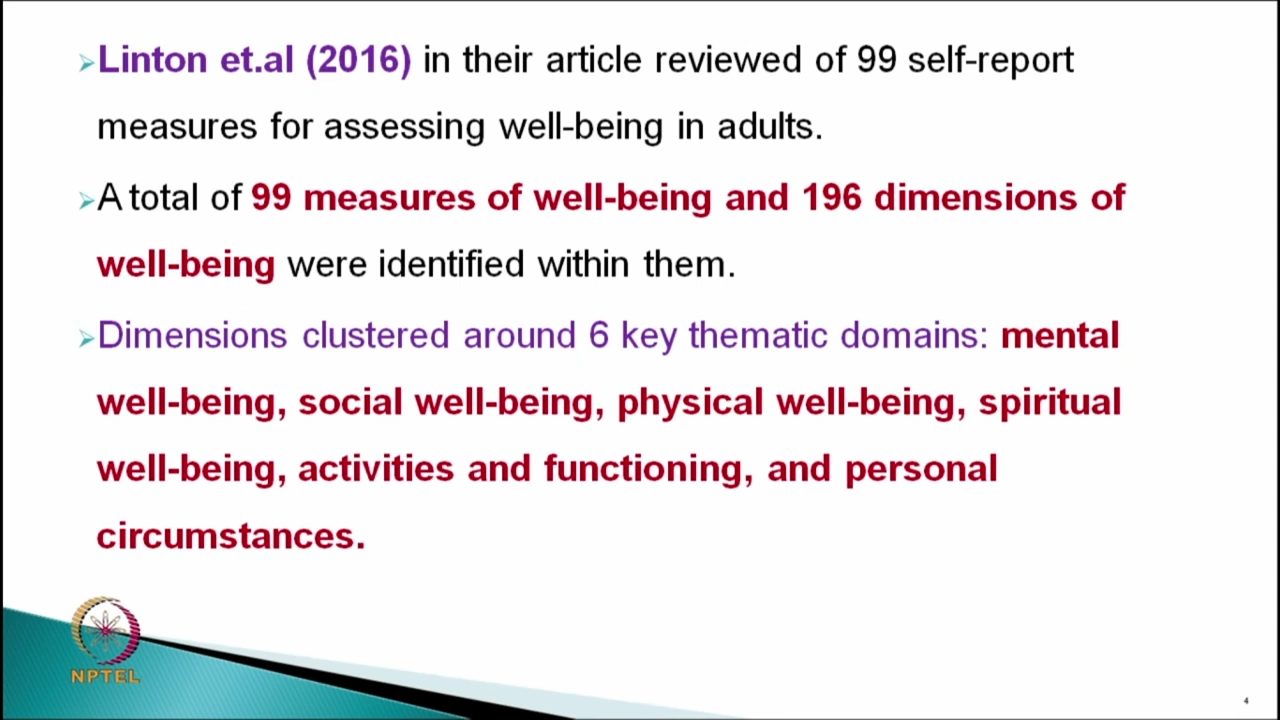 ➢Linton et.al (2016) in their article reviewed of 99 self-report
measures for assessing well-being in adults.
➢A total of 99 measures of well-being and 196 dimensions of
well-being were identified within them.
➢Dimensions clustered around 6 key thematic domains: mental
well-being, social well-being, physical well-being, spiritual
well-being, activities and functioning, and personal
circumstances.
NPTEL
4